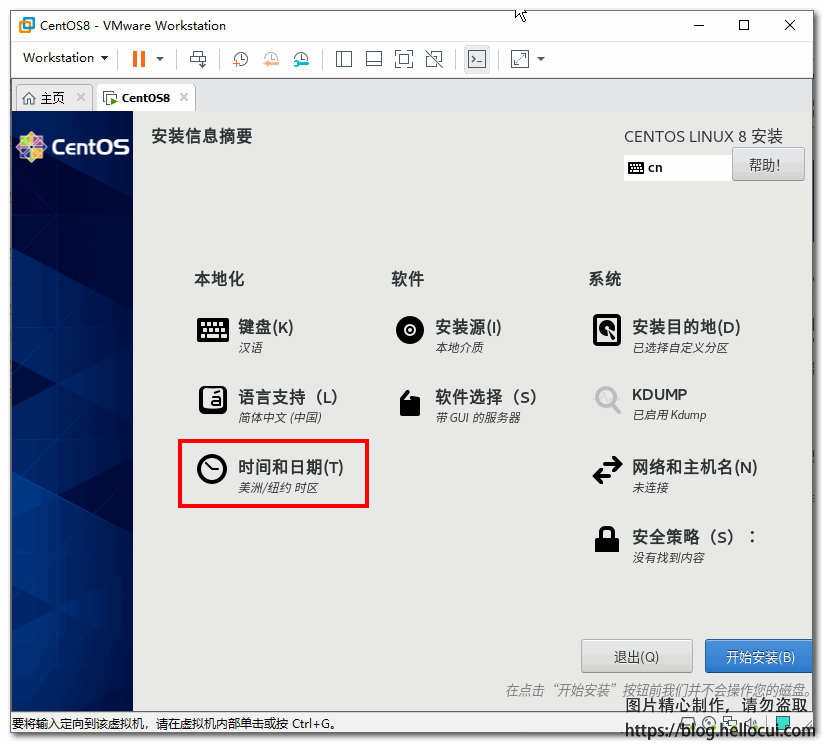 CentOS8 - VMware Workstation
Workstation
主页
CentOS8
CentOS
安装信息摘要
CENTOS LINUX 8 安装
cn
帮助!
本地化
软件
系统
键盘(K)
汉语
安装源(I)
本地介质
安装目的地(D)
已选择自定义分区
语言支持（L）
简体中文 (中国)
软件选择（S）
带 GUI 的服务器
KDUMP
已启用 Kdump
时间和日期(T)
美洲/纽约 时区
网络和主机名(N)
未连接
安全策略（S）：
没有找到内容
退出(Q)
开始安装(B)
在点击“开始安装”按钮前我们并不会操作您的磁盘。
图片精心制作，请勿盗取
要将输入定向到该虚拟机，请在虚拟机内部单击或按 Ctrl+G。
https://blog.hellocul.com